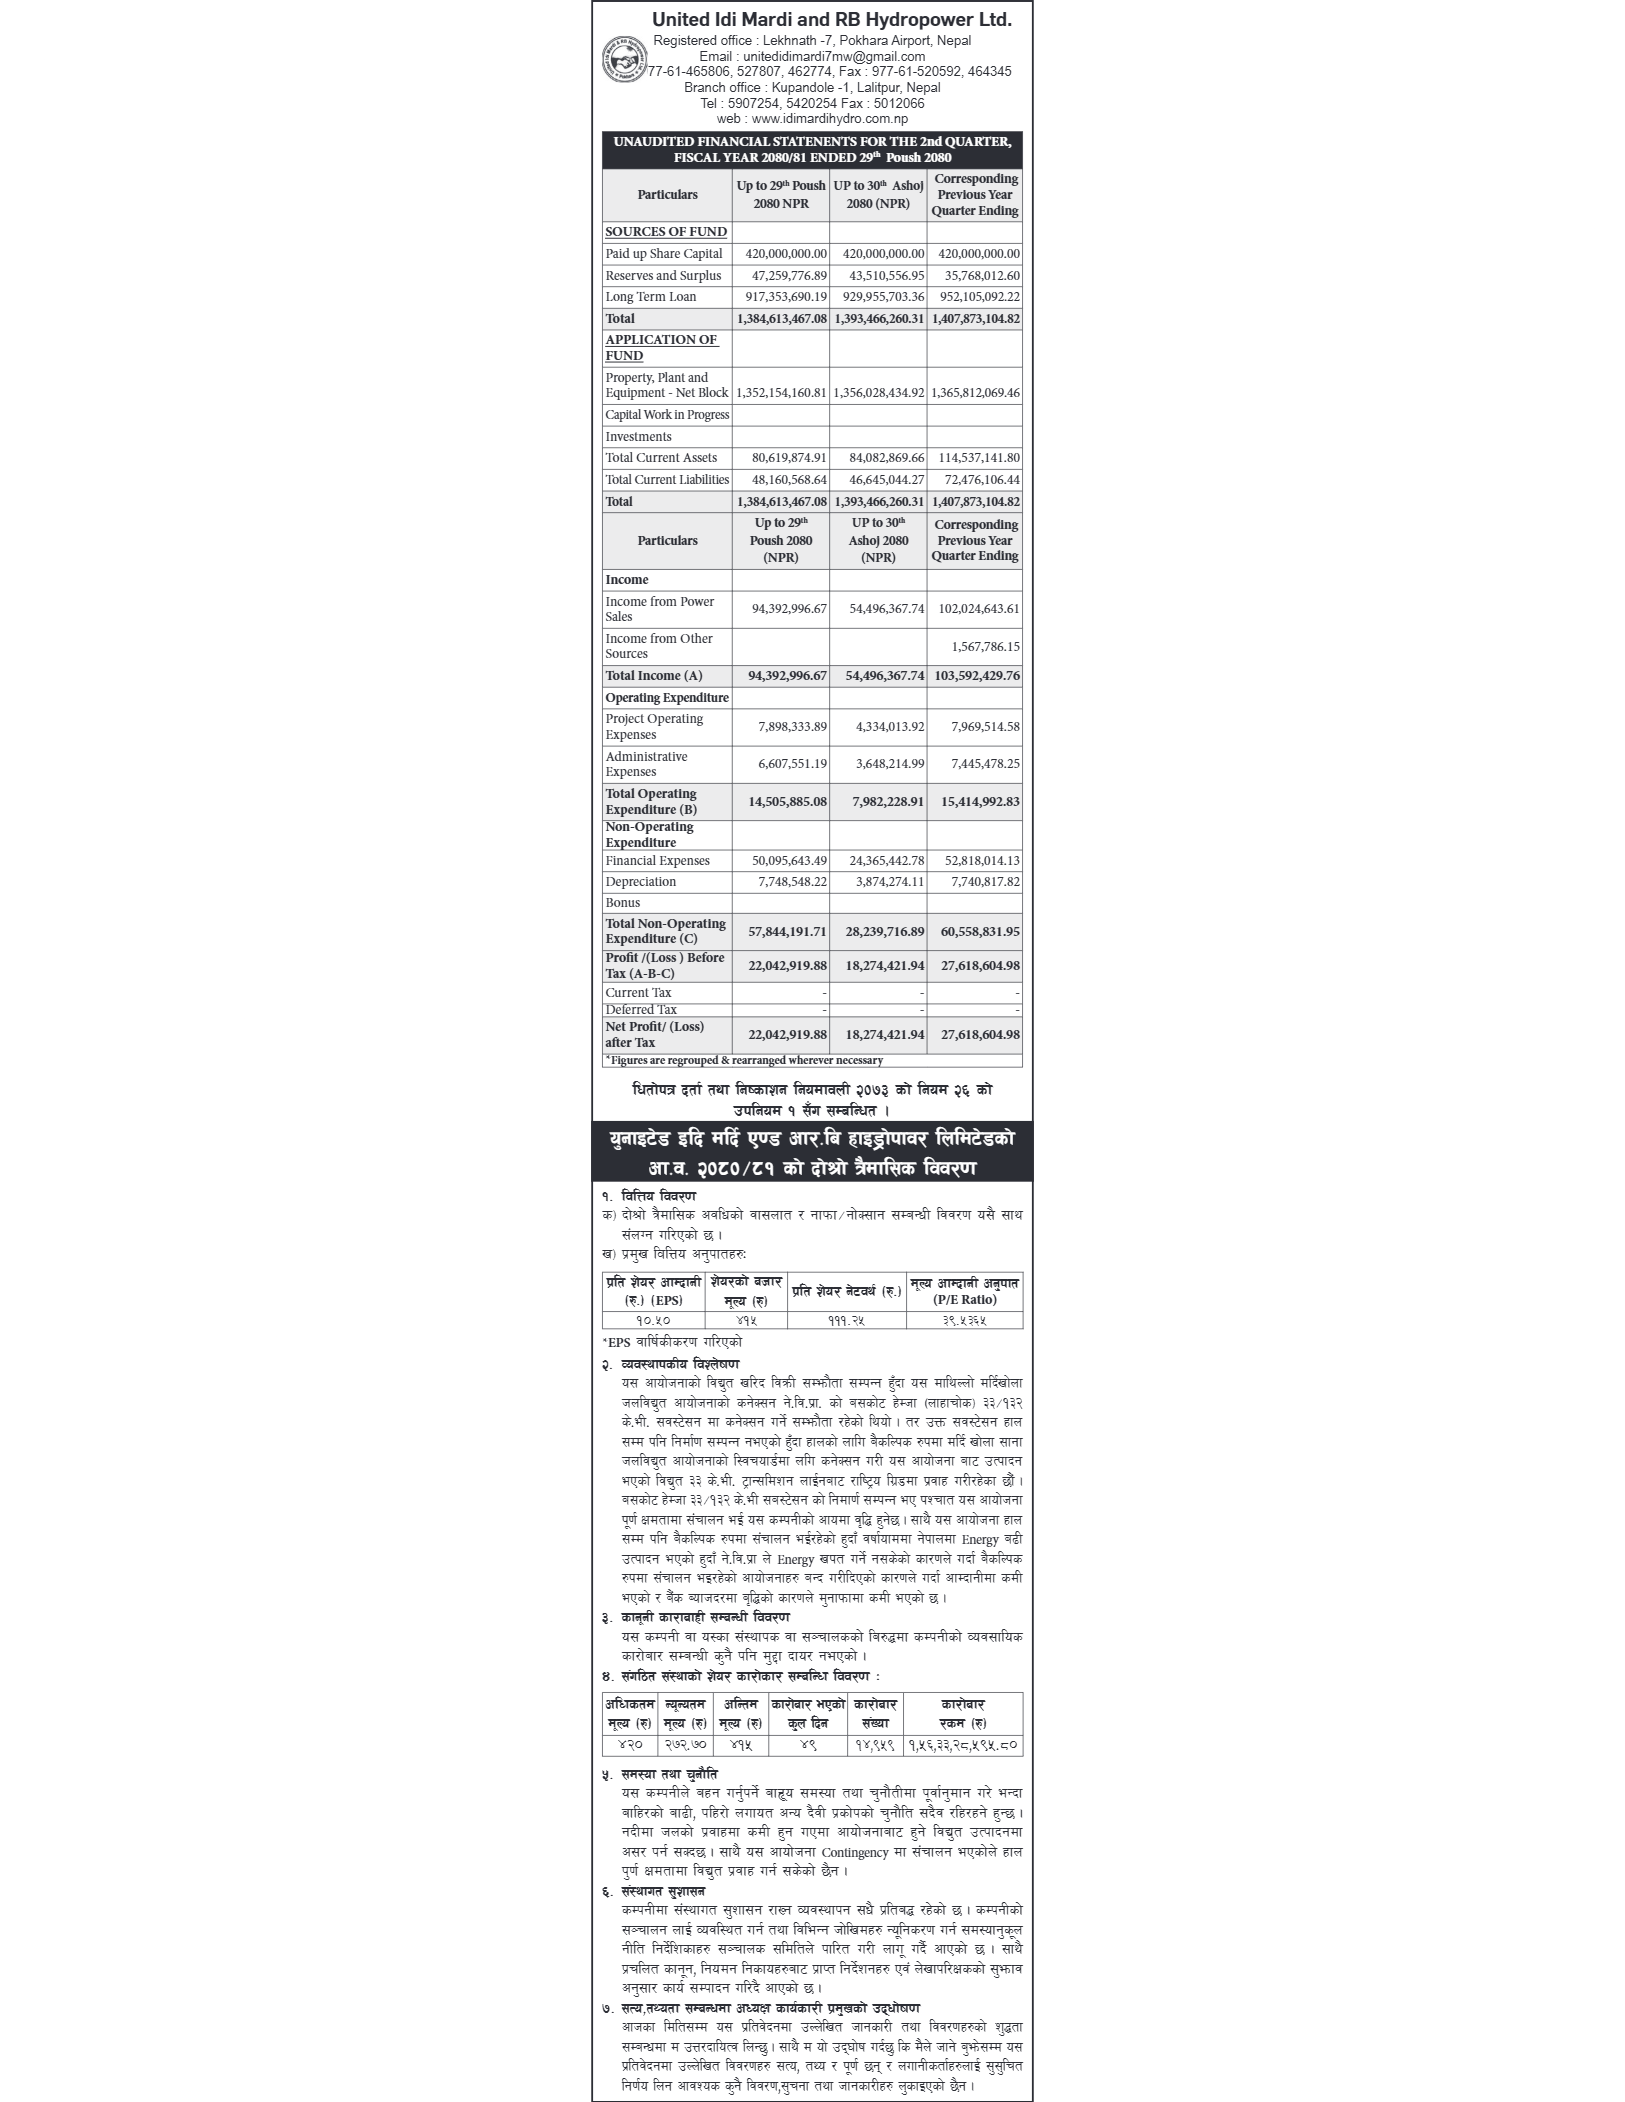 United Idi Mardi and RB Hydropower Ltd.
Registered office : Lekhnath -7, Pokhara Airport, Nepal
Email : unitedidimardi7mw@gmail.com
77-61-465806, 527807, 462774, Fax : 977-61-520592, 464345
Branch office : Kupandole -1, Lalitpur, Nepal
Tel : 5907254, 5420254 Fax : 5012066
web : www.idimardihydro.com.np
UNAUDITED FINANCIAL STATENENTS FOR THE 2nd QUARTER,
FISCAL YEAR 2080/81 ENDED 29th Poush 2080
Particulars Up to 29th Poush 2080 NPR UP to 30th Ashoj 2080 (NPR) Corresponding Previous Year Quarter Ending
SOURCES OF FUND
Paid up Share Capital 420,000,000.00 420,000,000.00 420,000,000.00
Reserves and Surplus 47,259,776.89 43,510,556.95 35,768,012.60
Long Term Loan 917,353,690.19 929,955,703.36 952,105,092.22
Total 1,384,613,467.08 1,393,466,260.31 1,407,873,104.82
APPLICATION OF
FUND
Property, Plant and
Equipment - Net Block 1,352,154,160.81 1,356,028,434.92 1,365,812,069.46
Capital Work in Progress
Investments
Total Current Assets 80,619,874.91 84,082,869.66 114,537,141.80
Total Current Liabilities 48,160,568.64 46,645,044.27 72,476,106.44
Total 1,384,613,467.08 1,393,466,260.31 1,407,873,104.82
Particulars Up to 29th Poush 2080 (NPR) UP to 30th Ashoj 2080 (NPR) Corresponding Previous Year Quarter Ending
Income
Income from Power
Sales 94,392,996.67 54,496,367.74 102,024,643.61
Income from Other
Sources 1,567,786.15
Total Income (A) 94,392,996.67 54,496,367.74 103,592,429.76
Operating Expenditure
Project Operating
Expenses 7,898,333.89 4,334,013.92 7,969,514.58
Administrative
Expenses 6,607,551.19 3,648,214.99 7,445,478.25
Total Operating
Expenditure (B) 14,505,885.08 7,982,228.91 15,414,992.83
Non-Operating
Expenditure
Financial Expenses 50,095,643.49 24,365,442.78 52,818,014.13
Depreciation 7,748,548.22 3,874,274.11 7,740,817.82
Bonus
Total Non-Operating
Expenditure (C) 57,844,191.71 28,239,716.89 60,558,831.95
Profit /(Loss ) Before
Tax (A-B-C) 22,042,919.88 18,274,421.94 27,618,604.98
Current Tax - - -
Deferred Tax - - -
Net Profit/ (Loss)
after Tax 22,042,919.88 18,274,421.94 27,618,604.98
*Figures are regrouped & rearranged wherever necessary
धितोपत्र दर्ता तथा निष्काशन नियमावली २०७३ को नियम २६ को
उपनियम १ सँग सम्बन्धित ।
युनाइटेड इदि मर्दि एण्ड आर.बि हाइड्रोपावर लिमिटेडको
आ.व. २०८०/८१ को दोश्रो त्रैमासिक विवरण
१. वित्तिय विवरण
क) दोश्रो त्रैमासिक अवधिको वासलात र नाफा/नोक्सान सम्बन्धी विवरण यसै साथ
संलग्न गरिएको छ ।
ख) प्रमुख वित्तिय अनुपातहरु:
प्रति शेयर आम्दानी (रु.) (EPS) शेयरको बजार मूल्य (रु) प्रति शेयर नेटवर्थ (रु.) मूल्य आम्दानी अनुपात (P/E Ratio)
१०.५० ४१५ १११.२५ ३९.५३६५
*EPS वार्षिकीकरण गरिएको
२. व्यवस्थापकीय विश्लेषण
यस आयोजनाको विद्युत खरिद विक्री सम्झौता सम्पन्न हुँदा यस माथिल्लो मर्दिखोला
जलविद्युत आयोजनाको कनेक्सन ने.वि.प्रा. को बसकोट हेम्जा (लाहाचोक) ३३/१३२
के.भी. सवस्टेसन मा कनेक्सन गर्ने सम्झौता रहेको थियो । तर उक्त सवस्टेसन हाल
सम्म पनि निर्माण सम्पन्न नभएको हुँदा हालको लागि बैकल्पिक रुपमा मर्दि खोला साना
जलविद्युत आयोजनाको स्विचयार्डमा लगि कनेक्सन गरी यस आयोजना बाट उत्पादन
भएको विद्युत ३३ के.भी. ट्रान्समिशन लाईनबाट राष्ट्रिय ग्रिडमा प्रवाह गरीरहेका छौं ।
बसकोट हेम्जा ३३/१३२ के.भी सबस्टेसन को निमार्ण सम्पन्न भए पश्चात यस आयोजना
पूर्ण क्षमतामा संचालन भई यस कम्पनीको आयमा वृद्धि हुनेछ । साथै यस आयोजना हाल
सम्म पनि बैकल्पिक रुपमा संचालन भईरहेको हुदाँ वर्षायाममा नेपालमा Energy बढी
उत्पादन भएको हुदाँ ने.वि.प्रा ले Energy खपत गर्ने नसकेको कारणले गर्दा बैकल्पिक
रुपमा संचालन भइरहेको आयोजनाहरु बन्द गरीदिएको कारणले गर्दा आम्दानीमा कमी
भएको र बैंक ब्याजदरमा बृद्धिको कारणले मुनाफामा कमी भएको छ ।
३. कानूनी काराबाही सम्बन्धी विवरण
यस कम्पनी वा यस्का संस्थापक वा सञ्चालकको बिरुद्धमा कम्पनीको व्यवसायिक
कारोबार सम्बन्धी कुनै पनि मुद्दा दायर नभएको ।
४. संगठित संस्थाको शेयर कारोकार सम्बन्धि विवरण :
अधिकतम मूल्य (रु) न्यून्यतम मूल्य (रु) अन्तिम मूल्य (रु) कारोबार भएको कुल दिन कारोबार संख्या कारोबार रकम (रु)
४२० २७२.७० ४१५ ४९ १४,९५९ १,५६,३३,२८,५९५.८०
५. समस्या तथा चुनौति
यस कम्पनीले बहन गर्नुपर्ने बाह्रय समस्या तथा चुनौतीमा पूर्वानुमान गरे भन्दा
बाहिरको बाढी, पहिरो लगायत अन्य दैवी प्रकोपको चुनौति सदैव रहिरहने हुन्छ ।
नदीमा जलको प्रवाहमा कमी हुन गएमा आयोजनाबाट हुने विद्युत उत्पादनमा
असर पर्न सक्दछ । साथै यस आयोजना Contingency मा संचालन भएकोले हाल
पुर्ण क्षमतामा विद्युत प्रवाह गर्न सकेको छैन ।
६. संस्थागत सुशासन
कम्पनीमा संस्थागत सुशासन राख्न व्यवस्थापन सधै प्रतिबद्ध रहेको छ । कम्पनीको
सञ्चालन लाई व्यवस्थित गर्न तथा विभिन्न जोखिमहरु न्यूनिकरण गर्न समस्यानुकूल
नीति निर्देशिकाहरु सञ्चालक समितिले पारित गरी लागू गर्दै आएको छ । साथै
प्रचलित कानून, नियमन निकायहरुबाट प्राप्त निर्देशनहरु एवं लेखापरिक्षकको सुझाव
अनुसार कार्य सम्पादन गरिदै आएको छ ।
७. सत्य,तथ्यता सम्बन्धमा अध्यक्ष कार्यकारी प्रमुखको उद्घोषण
आजका मितिसम्म यस प्रतिवेदनमा उल्लेखित जानकारी तथा विवरणहरुको शुद्धता
सम्बन्धमा म उत्तरदायित्व लिन्छु । साथै म यो उद्घोष गर्दछु कि मैले जाने बुझेसम्म यस
प्रतिवेदनमा उल्लेखित विवरणहरु सत्य, तथ्य र पूर्ण छन् र लगानीकर्ताहरुलाई सुसुचित
निर्णय लिन आवश्यक कुनै विवरण,सुचना तथा जानकारीहरु लुकाइएको छैन ।